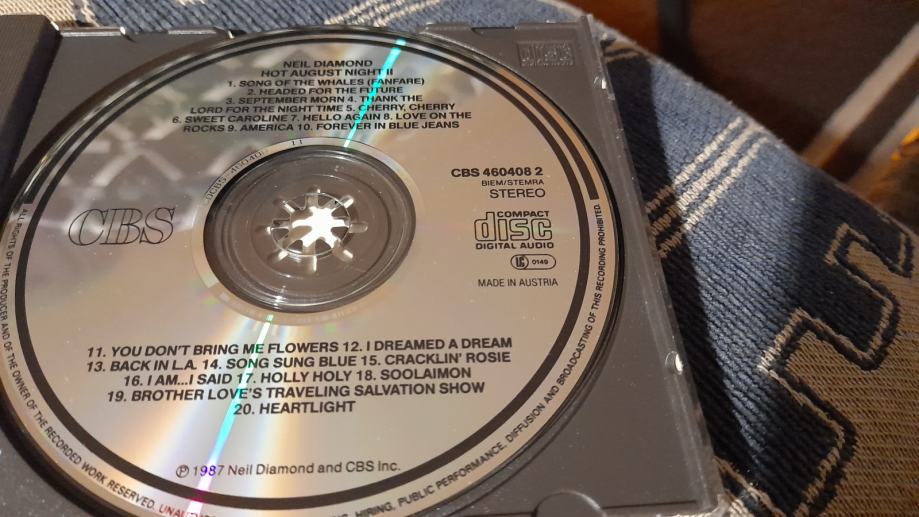 NEIL DIAMOND
HOT AUGUST NIGHT II
1. SONG OF THE WHALES (FANFARE)
2. HEADED FOR THE FUTURE
3. SEPTEMBER MORN 4. THANK THE
LORD FOR THE NIGHT TIME 5. CHERRY, CHERRY
6. SWEET CAROLINE 7. HELLO AGAIN 8. LOVE ON THE
ROCKS 9. AMERICA 10. FOREVER IN BLUE JEANS
CBS
CBS 460408 2
BIEM/STEMRA
STEREO
COMPACT
disc
DIGITAL AUDIO
LC 0149
MADE IN AUSTRIA
11. YOU DON'T BRING ME FLOWERS 12. I DREAMED A DREAM
13. BACK IN L.A. 14. SONG SUNG BLUE 15. CRACKLIN' ROSIE
16. I AM...I SAID 17. HOLLY HOLY 18. SOOLAIMON
19. BROTHER LOVE'S TRAVELING SALVATION SHOW
20. HEARTLIGHT
℗ 1987 Neil Diamond and CBS Inc.
ALL RIGHTS OF THE PRODUCER AND OF THE OWNER OF THE RECORDED WORK RESERVED. HIRING, PUBLIC PERFORMANCE, DIFFUSION AND BROADCASTING OF THIS RECORDING PROHIBITED.